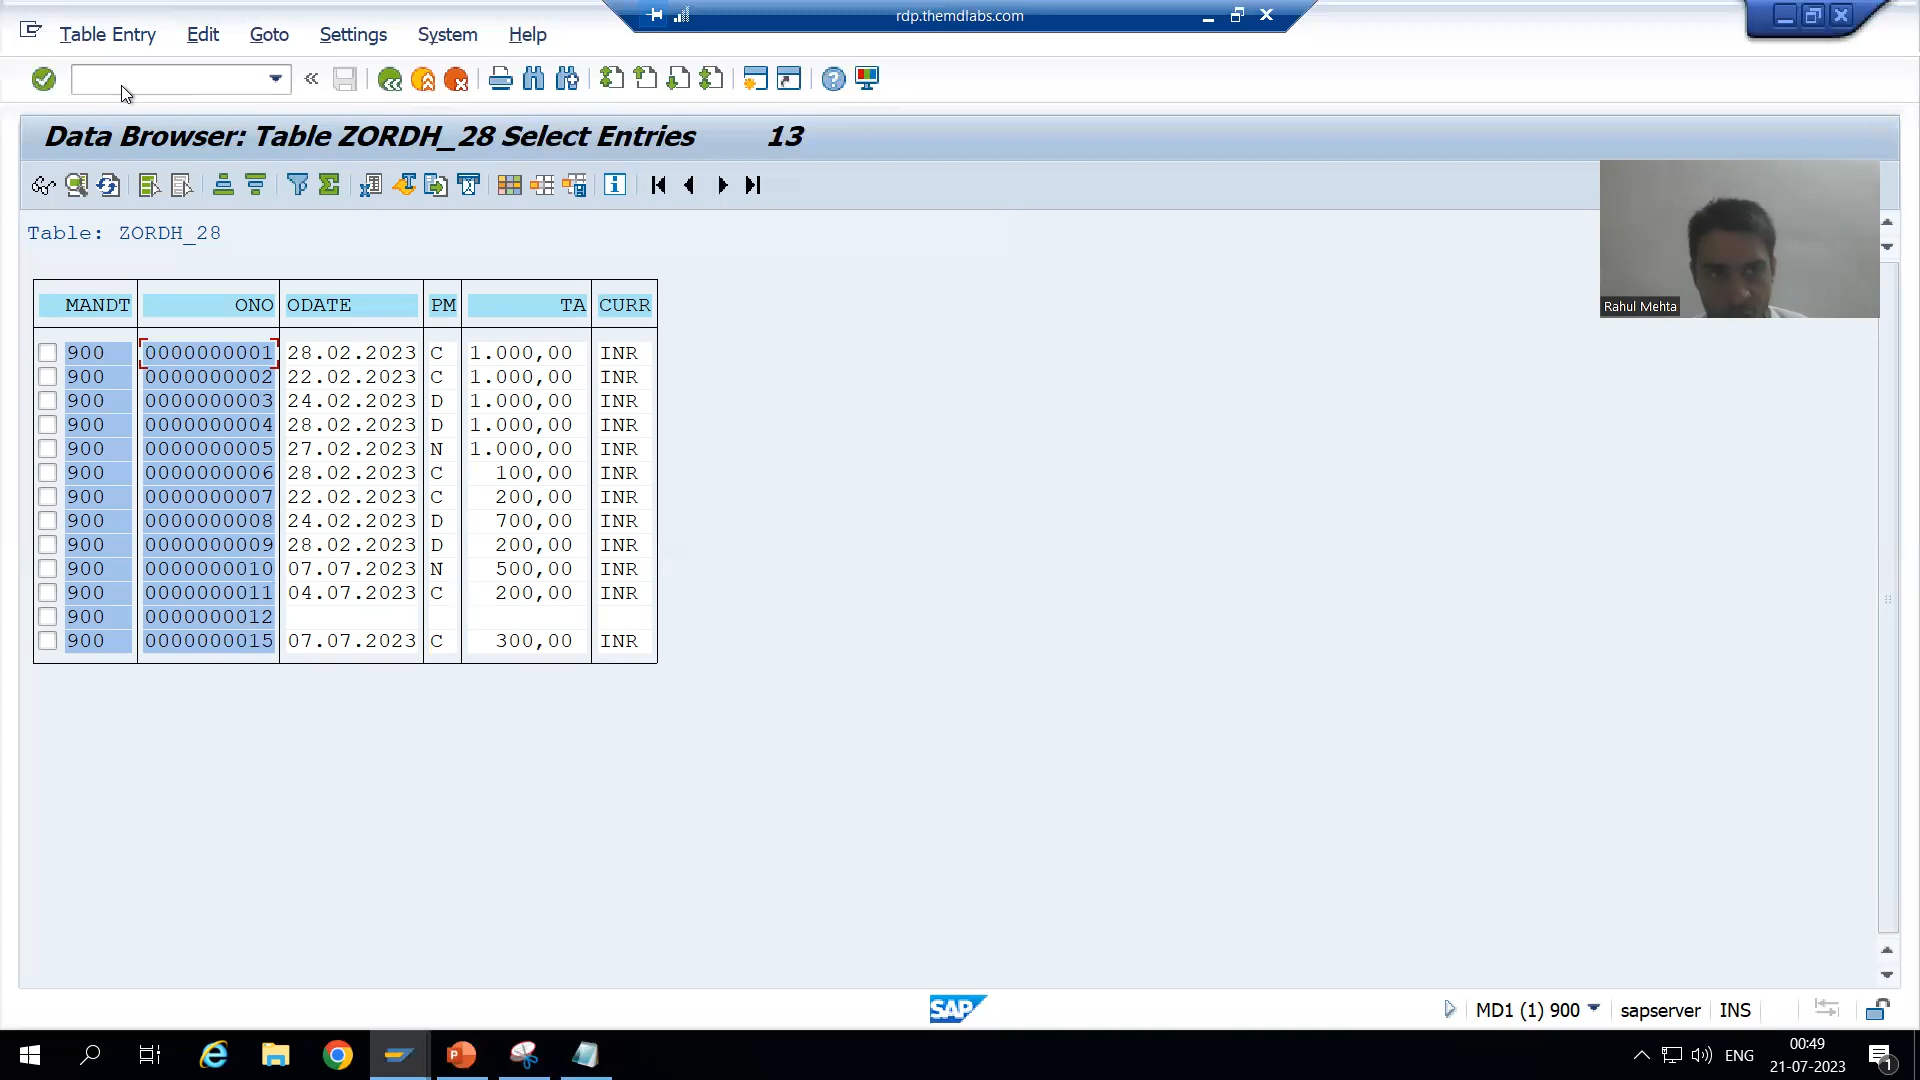 rdp.themdlabs.com
Table Entry Edit Goto Settings System Help
Data Browser: Table ZORDH_28 Select Entries 13
Table: ZORDH_28
MANDT ONO ODATE PM TA CURR
900 0000000001 28.02.2023 C 1.000,00 INR
900 0000000002 22.02.2023 C 1.000,00 INR
900 0000000003 24.02.2023 D 1.000,00 INR
900 0000000004 28.02.2023 D 1.000,00 INR
900 0000000005 27.02.2023 N 1.000,00 INR
900 0000000006 28.02.2023 C 100,00 INR
900 0000000007 22.02.2023 C 200,00 INR
900 0000000008 24.02.2023 D 700,00 INR
900 0000000009 28.02.2023 D 200,00 INR
900 0000000010 07.07.2023 N 500,00 INR
900 0000000011 04.07.2023 C 200,00 INR
900 0000000012
900 0000000015 07.07.2023 C 300,00 INR
Rahul Mehta
SAP
MD1 (1) 900 sapserver INS
ENG
00:49
21-07-2023
1